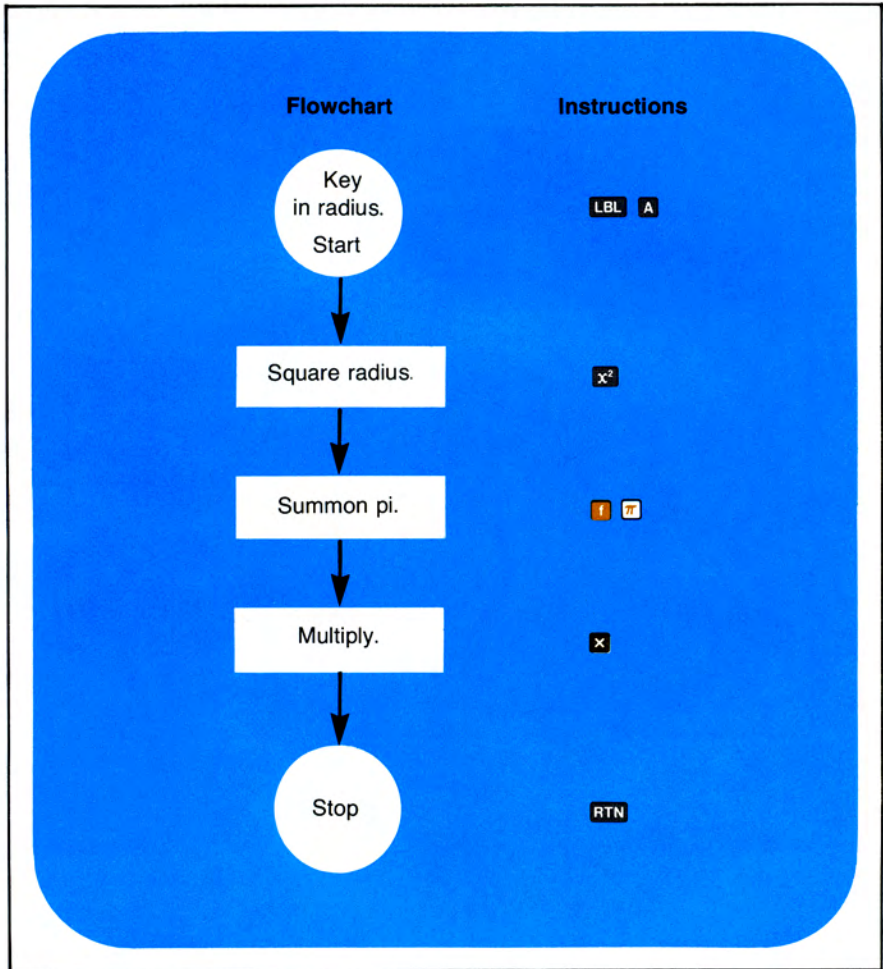 Flowchart Instructions
Key
in radius.
Start
LBL A
Square radius.
x²
Summon pi.
f π
Multiply.
×
Stop
RTN